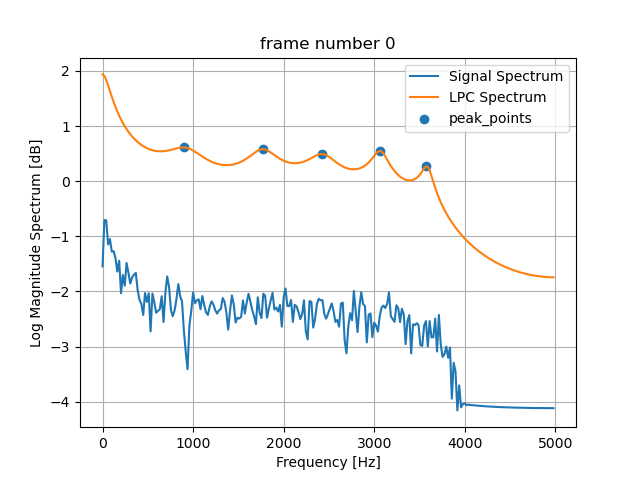 frame number 0
Signal Spectrum
LPC Spectrum
peak_points
Log Magnitude Spectrum [dB]
2
1
0
−1
−2
−3
−4
0 1000 2000 3000 4000 5000
Frequency [Hz]